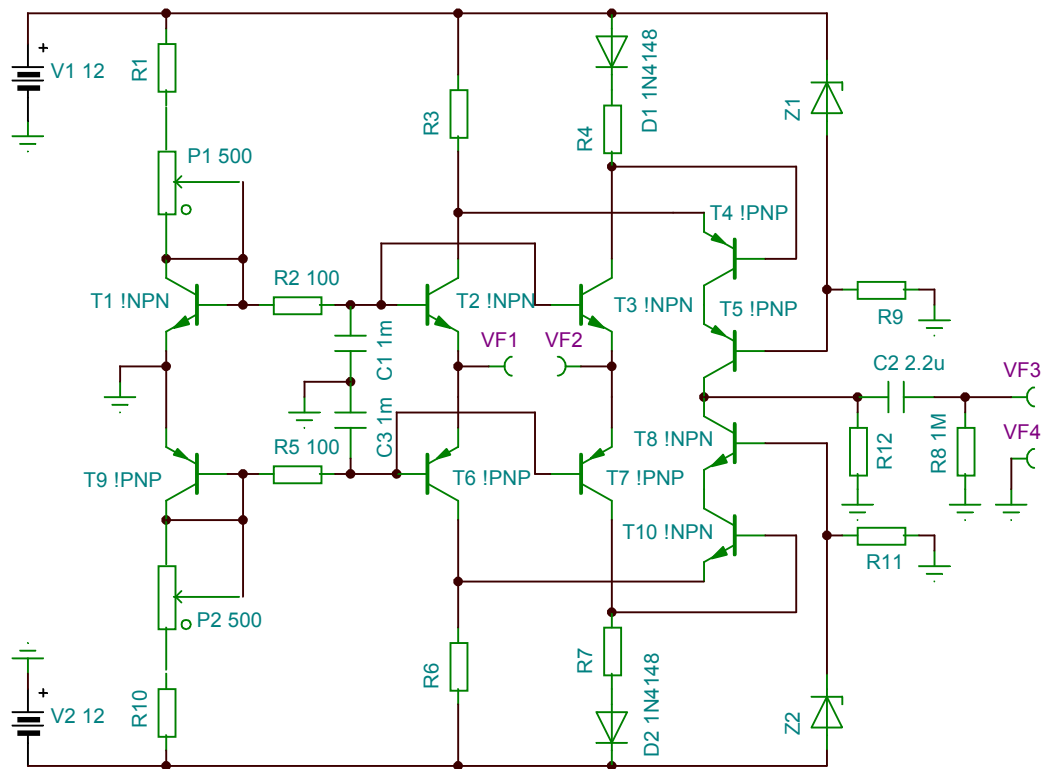 +
V1 12
R1
P1 500
R3
D1 1N4148
R4
Z1
T4 !PNP
T1 !NPN
R2 100
T2 !NPN
T3 !NPN
T5 !PNP
R9
VF1
VF2
C1 1m
C2 2.2u
VF3
C3 1m
T9 !PNP
R5 100
T6 !PNP
T7 !PNP
T8 !NPN
R12
R8 1M
VF4
T10 !NPN
R11
P2 500
R6
R7
D2 1N4148
Z2
+
V2 12
R10